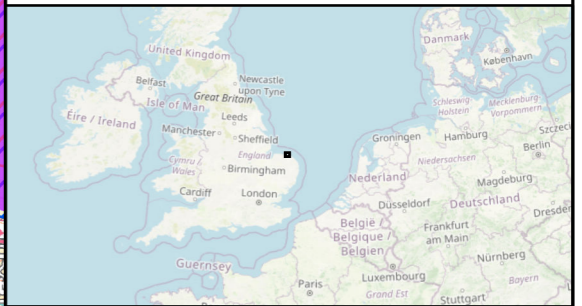 Danmark
United Kingdom
København
Belfast
Newcastle
upon Tyne
Great Britain
Isle of Man
Schleswig-
Holstein
Mecklenburg-
Vorpommern
Leeds
Éire / Ireland
Manchester
Sheffield
Groningen
Hamburg
Szczeci
England
Berlin
Cymru /
Wales
Birmingham
Niedersachsen
Nederland
Magdeburg
Cardiff
London
Düsseldorf
Deutschland
Dresde
België /
Belgique /
Belgien
Frankfurt
am Main
Guernsey
Nürnberg
Luxembourg
Paris
Grand Est
Bayern
Stuttgart